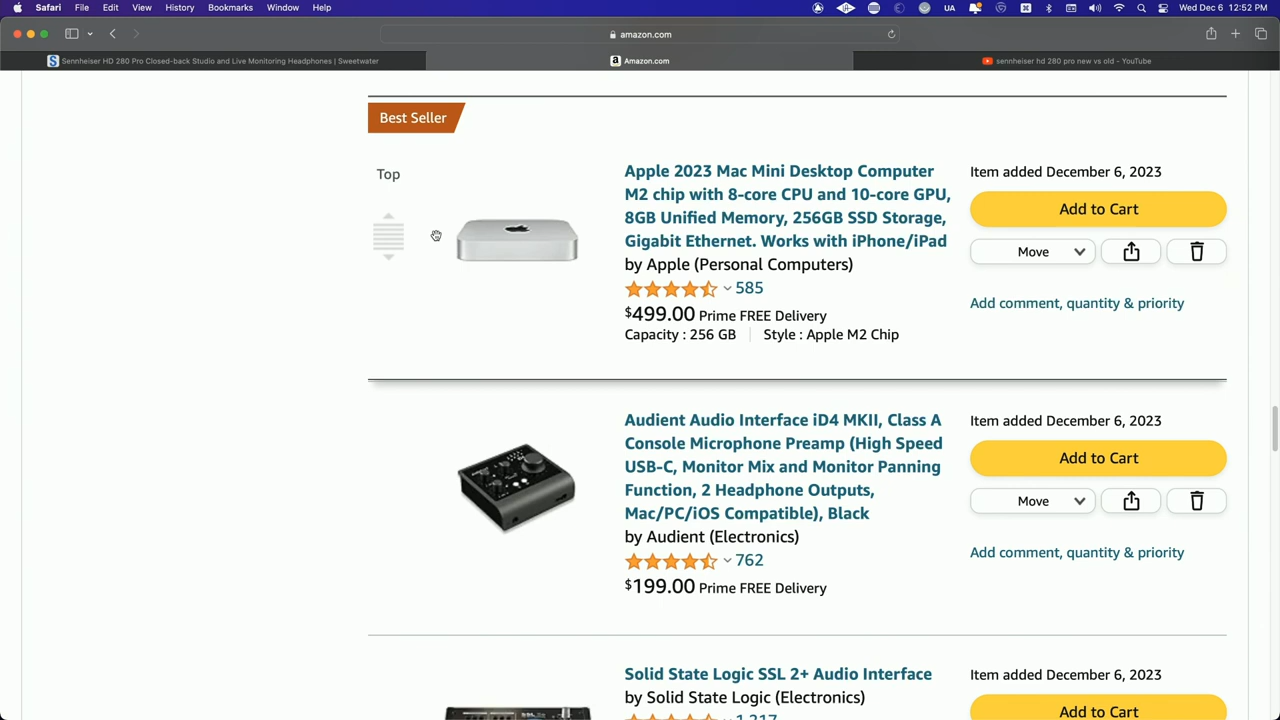 Safari File Edit View History Bookmarks Window Help UA Wed Dec 6 12:52 PM
amazon.com
Sennheiser HD 280 Pro Closed-back Studio and Live Monitoring Headphones | Sweetwater
Amazon.com
sennheiser hd 280 pro new vs old - YouTube
Best Seller
Top
Apple 2023 Mac Mini Desktop Computer
M2 chip with 8-core CPU and 10-core GPU,
8GB Unified Memory, 256GB SSD Storage,
Gigabit Ethernet. Works with iPhone/iPad
by Apple (Personal Computers)
585
$499.00 Prime FREE Delivery
Capacity : 256 GB Style : Apple M2 Chip
Item added December 6, 2023
Add to Cart
Move
Add comment, quantity & priority
Audient Audio Interface iD4 MKII, Class A
Console Microphone Preamp (High Speed
USB-C, Monitor Mix and Monitor Panning
Function, 2 Headphone Outputs,
Mac/PC/iOS Compatible), Black
by Audient (Electronics)
762
$199.00 Prime FREE Delivery
Item added December 6, 2023
Add to Cart
Move
Add comment, quantity & priority
Solid State Logic SSL 2+ Audio Interface
by Solid State Logic (Electronics)
1,217
Item added December 6, 2023
Add to Cart